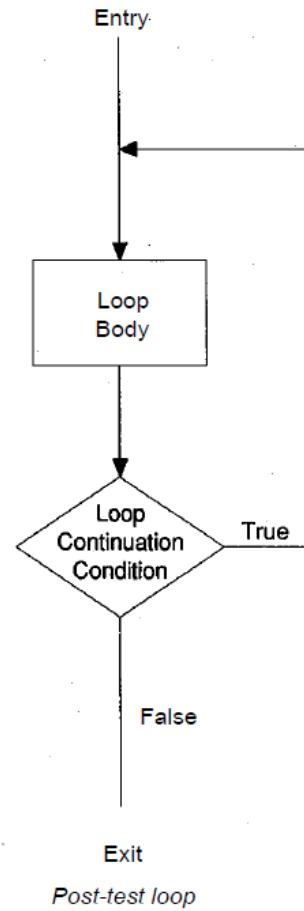 Entry
Loop
Body
Loop
Continuation
Condition
True
False
Exit
Post-test loop